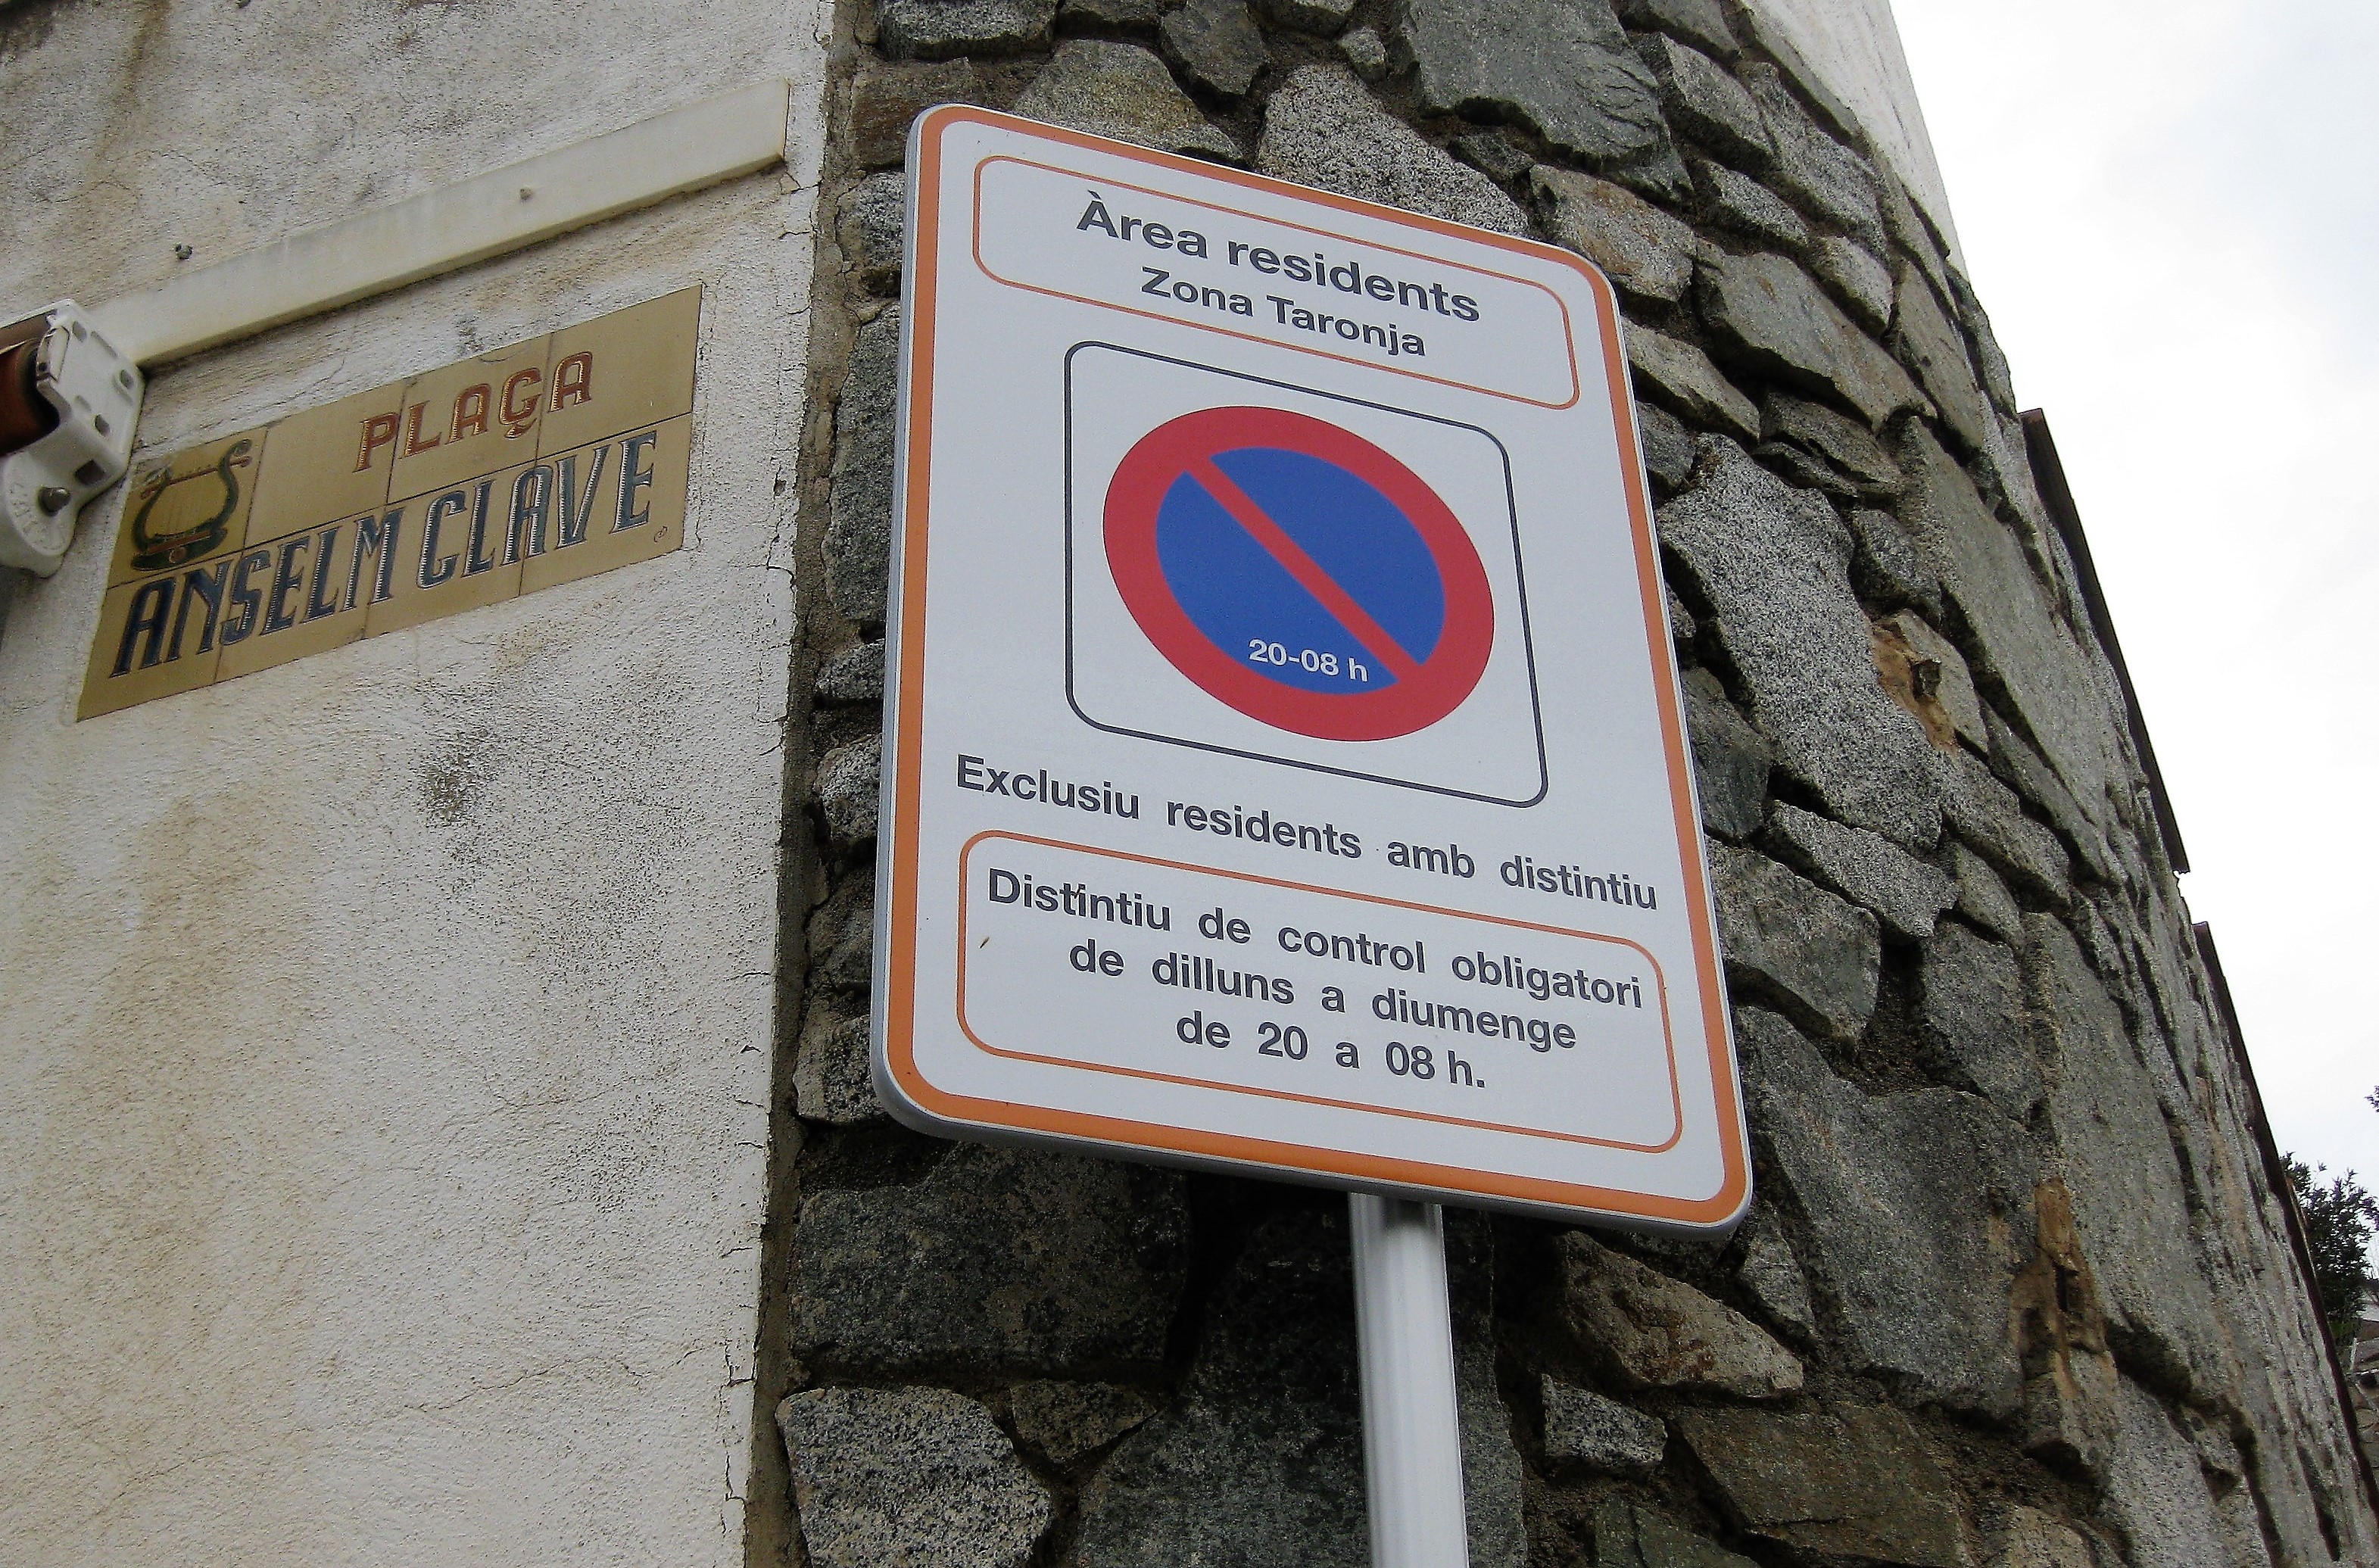 PLAÇA
ANSELM CLAVE
Àrea residents
Zona Taronja
20-08 h
Exclusiu residents amb distintiu
Distintiu de control obligatori
de dilluns a diumenge
de 20 a 08 h.